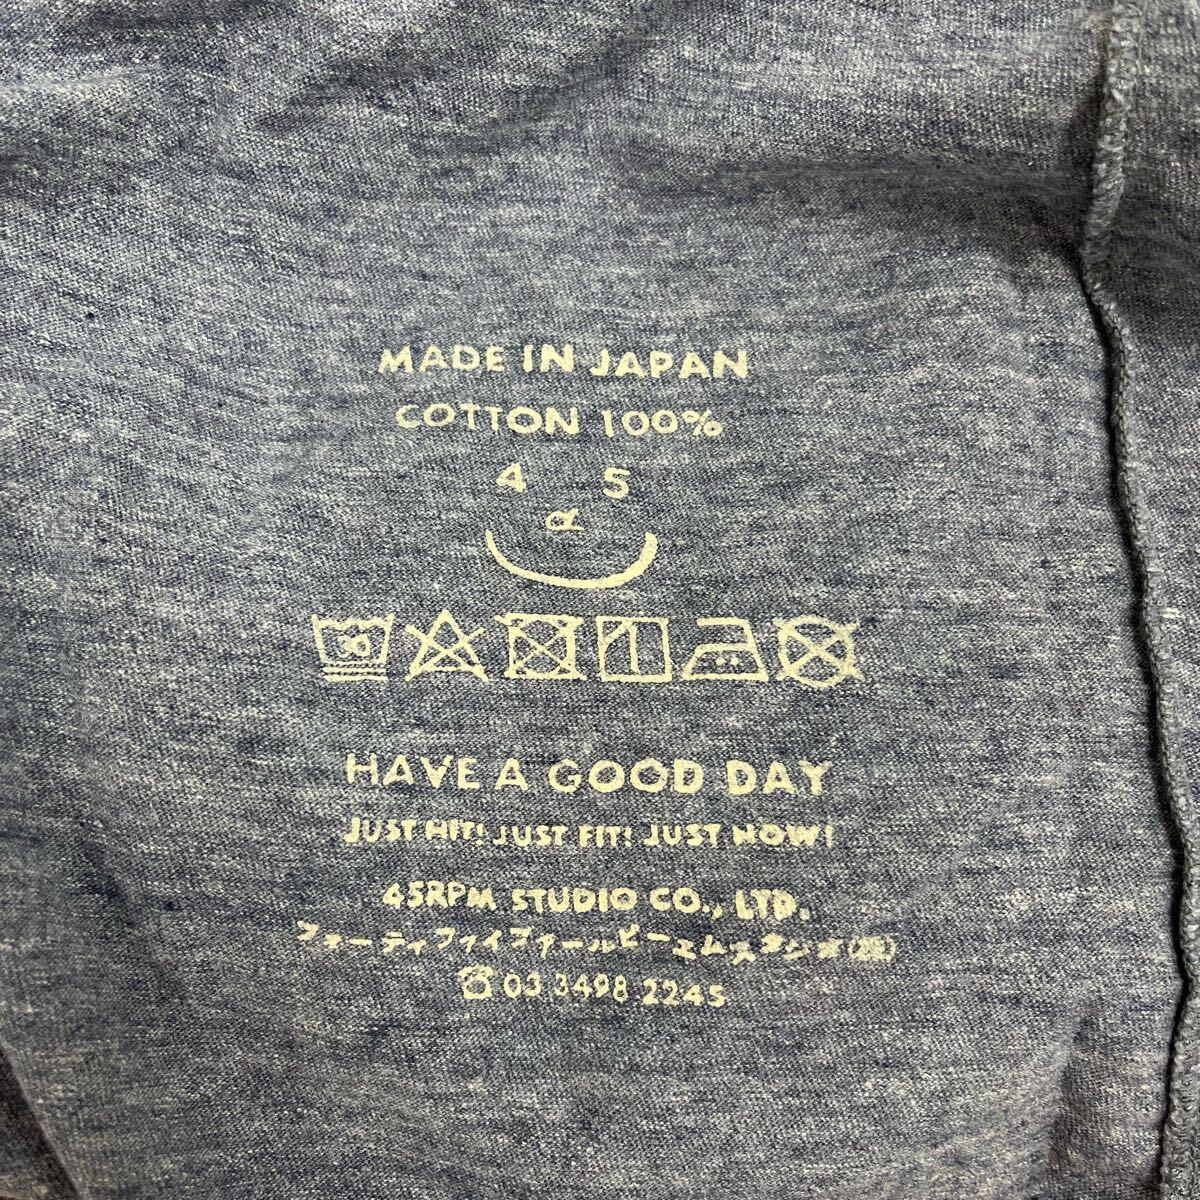 MADE IN JAPAN
COTTON 100%
4 5
α
30
HAVE A GOOD DAY
JUST HIT! JUST FIT! JUST NOW!
45RPM STUDIO CO., LTD.
フォーティファイブアールピーエムスタジオ(株)
☎03 3498 2245